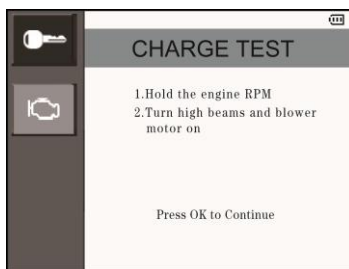 CHARGE TEST
1.Hold the engine RPM
2.Turn high beams and blower
motor on
Press OK to Continue